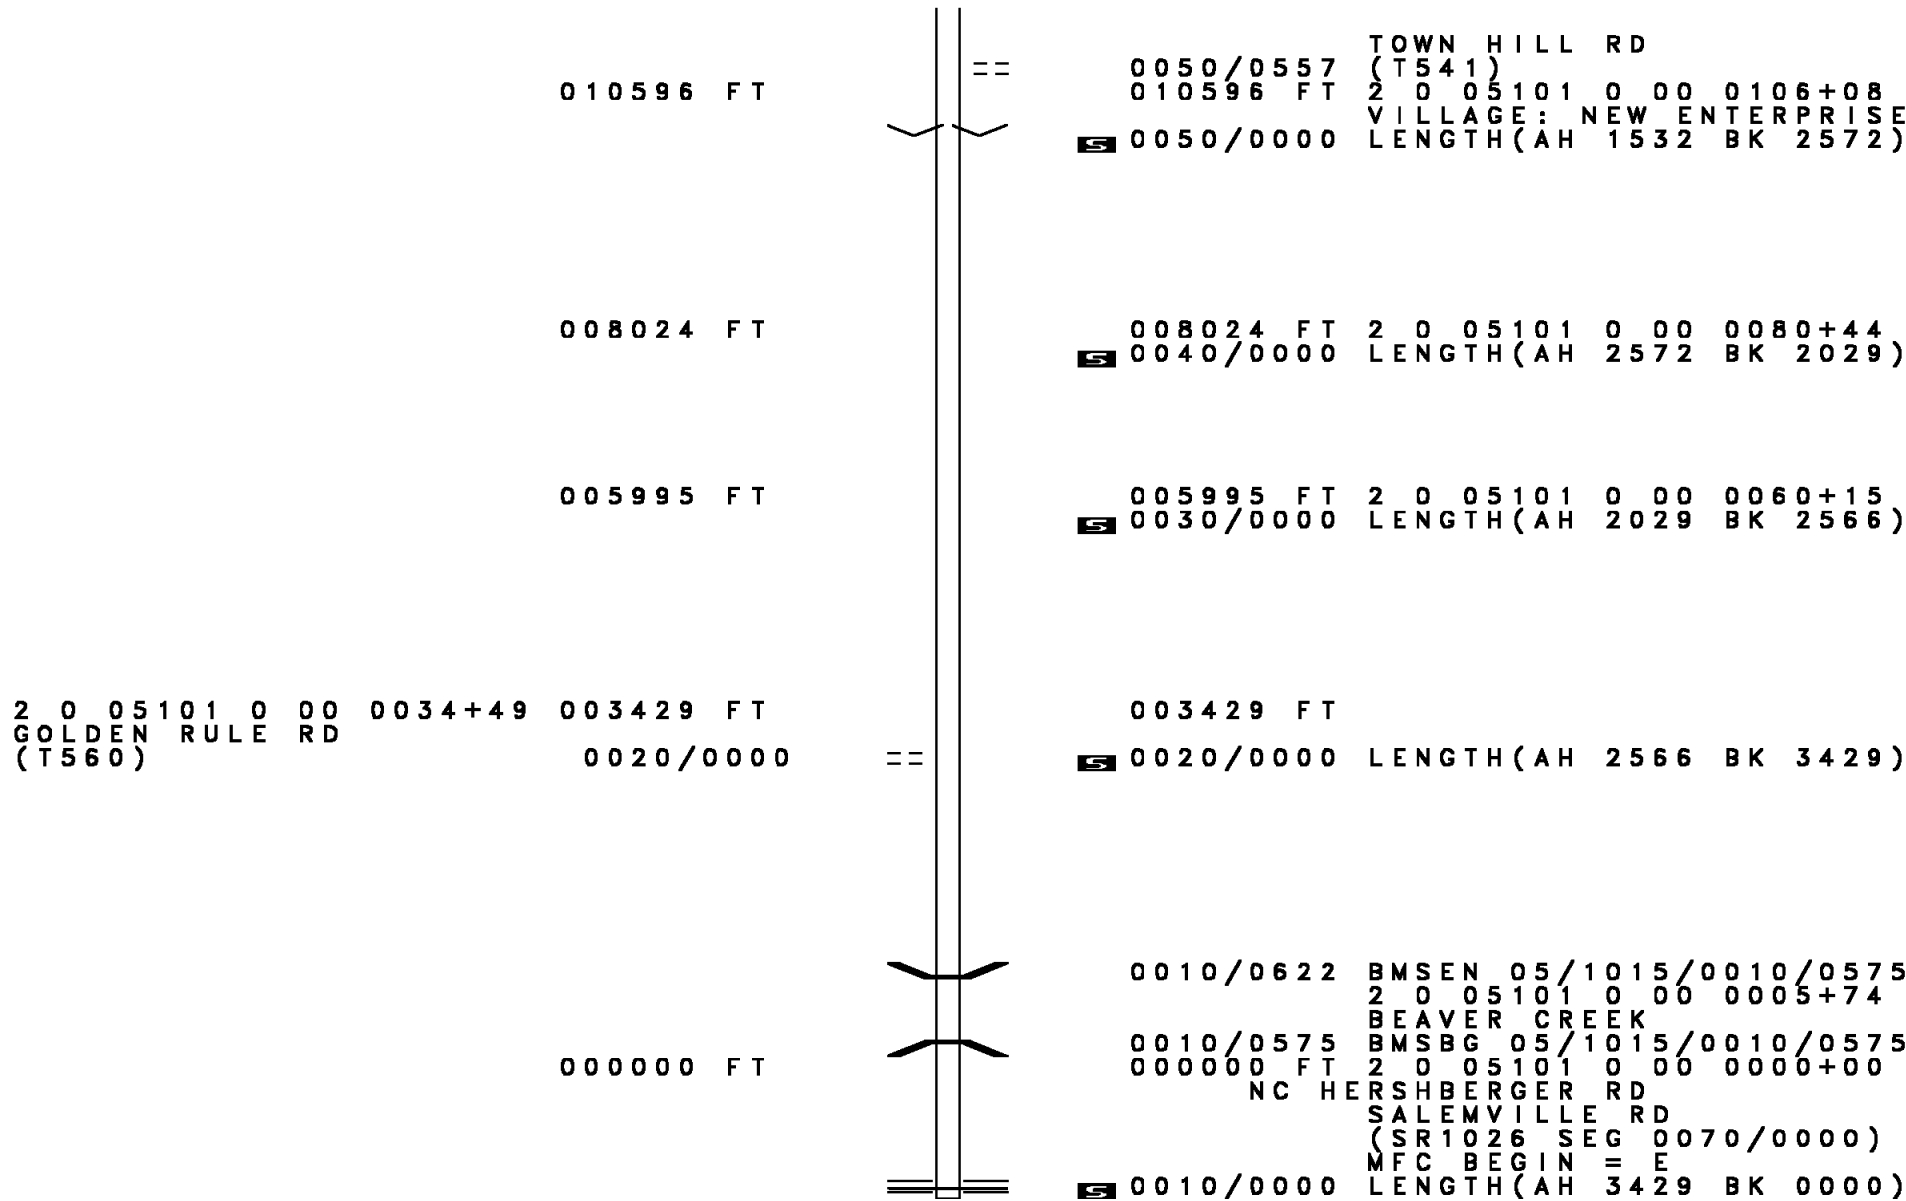 TOWN HILL RD
== 0050/0557 (T541)
010596 FT 010596 FT 2 0 05101 0 00 0106+08
VILLAGE: NEW ENTERPRISE
S 0050/0000 LENGTH(AH 1532 BK 2572)
008024 FT 008024 FT 2 0 05101 0 00 0080+44
S 0040/0000 LENGTH(AH 2572 BK 2029)
005995 FT 005995 FT 2 0 05101 0 00 0060+15
S 0030/0000 LENGTH(AH 2029 BK 2566)
2 0 05101 0 00 0034+49 003429 FT 003429 FT
GOLDEN RULE RD
(T560) 0020/0000 == S 0020/0000 LENGTH(AH 2566 BK 3429)
0010/0622 BMSEN 05/1015/0010/0575
2 0 05101 0 00 0005+74
BEAVER CREEK
0010/0575 BMSBG 05/1015/0010/0575
000000 FT 000000 FT 2 0 05101 0 00 0000+00
NC HERSHBERGER RD
SALEMVILLE RD
(SR1026 SEG 0070/0000)
MFC BEGIN = E
S 0010/0000 LENGTH(AH 3429 BK 0000)